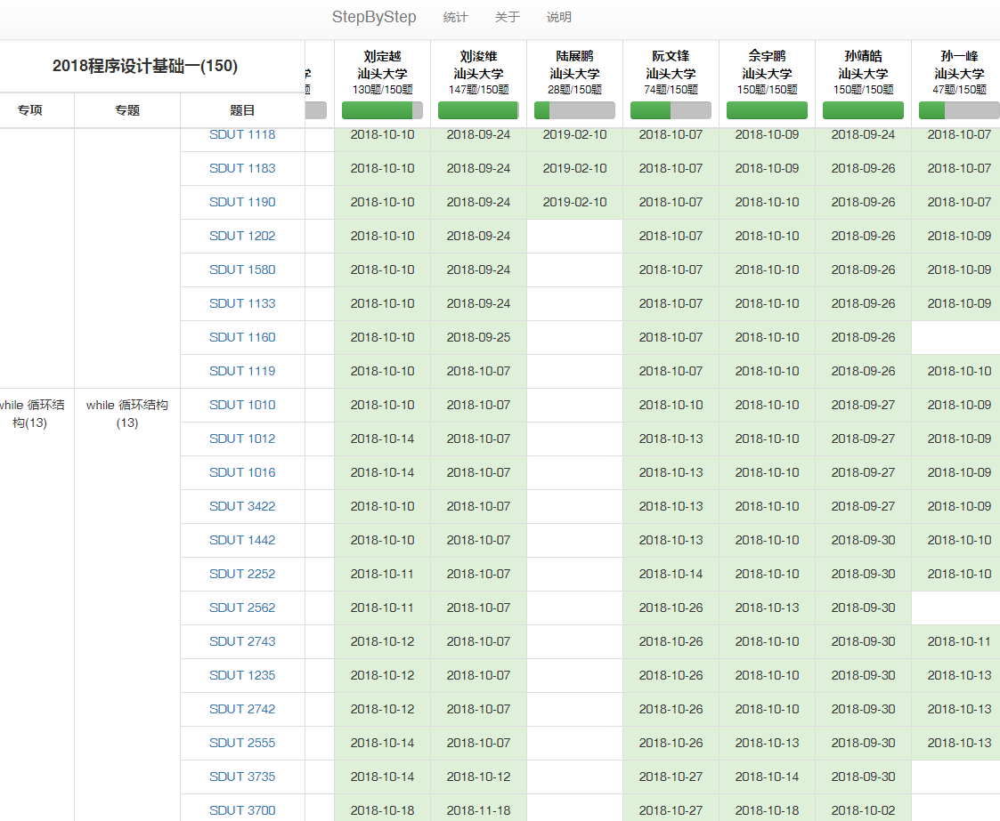 StepByStep 统计 关于 说明
2018程序设计基础一(150)
刘定越 刘浚维 陆展鹏 阮文锋 佘宇鹏 孙靖皓 孙一峰
汕头大学 汕头大学 汕头大学 汕头大学 汕头大学 汕头大学 汕头大学
130题/150题 147题/150题 28题/150题 74题/150题 150题/150题 150题/150题 47题/150题
专项 专题 题目
SDUT 1118 2018-10-10 2018-09-24 2019-02-10 2018-10-07 2018-10-09 2018-09-24 2018-10-07
SDUT 1183 2018-10-10 2018-09-24 2019-02-10 2018-10-07 2018-10-09 2018-09-26 2018-10-07
SDUT 1190 2018-10-10 2018-09-24 2019-02-10 2018-10-07 2018-10-10 2018-09-26 2018-10-07
SDUT 1202 2018-10-10 2018-09-24 2018-10-07 2018-10-10 2018-09-26 2018-10-09
SDUT 1580 2018-10-10 2018-09-24 2018-10-07 2018-10-10 2018-09-26 2018-10-09
SDUT 1133 2018-10-10 2018-09-24 2018-10-07 2018-10-10 2018-09-26 2018-10-09
SDUT 1160 2018-10-10 2018-09-25 2018-10-07 2018-10-10 2018-09-26
SDUT 1119 2018-10-10 2018-10-07 2018-10-07 2018-10-10 2018-09-26 2018-10-10
while 循环结 while 循环结构 SDUT 1010 2018-10-10 2018-10-07 2018-10-10 2018-10-10 2018-09-27 2018-10-09
构(13) (13)
SDUT 1012 2018-10-14 2018-10-07 2018-10-13 2018-10-10 2018-09-27 2018-10-09
SDUT 1016 2018-10-14 2018-10-07 2018-10-13 2018-10-10 2018-09-27 2018-10-09
SDUT 3422 2018-10-10 2018-10-07 2018-10-13 2018-10-10 2018-09-27 2018-10-09
SDUT 1442 2018-10-10 2018-10-07 2018-10-13 2018-10-10 2018-09-30 2018-10-10
SDUT 2252 2018-10-11 2018-10-07 2018-10-14 2018-10-10 2018-09-30 2018-10-10
SDUT 2562 2018-10-11 2018-10-07 2018-10-26 2018-10-13 2018-09-30
SDUT 2743 2018-10-12 2018-10-07 2018-10-26 2018-10-10 2018-09-30 2018-10-11
SDUT 1235 2018-10-12 2018-10-07 2018-10-26 2018-10-10 2018-09-30 2018-10-13
SDUT 2742 2018-10-12 2018-10-07 2018-10-26 2018-10-10 2018-09-30 2018-10-13
SDUT 2555 2018-10-14 2018-10-07 2018-10-26 2018-10-13 2018-09-30 2018-10-13
SDUT 3735 2018-10-14 2018-10-12 2018-10-27 2018-10-14 2018-09-30
SDUT 3700 2018-10-18 2018-11-18 2018-10-27 2018-10-18 2018-10-02